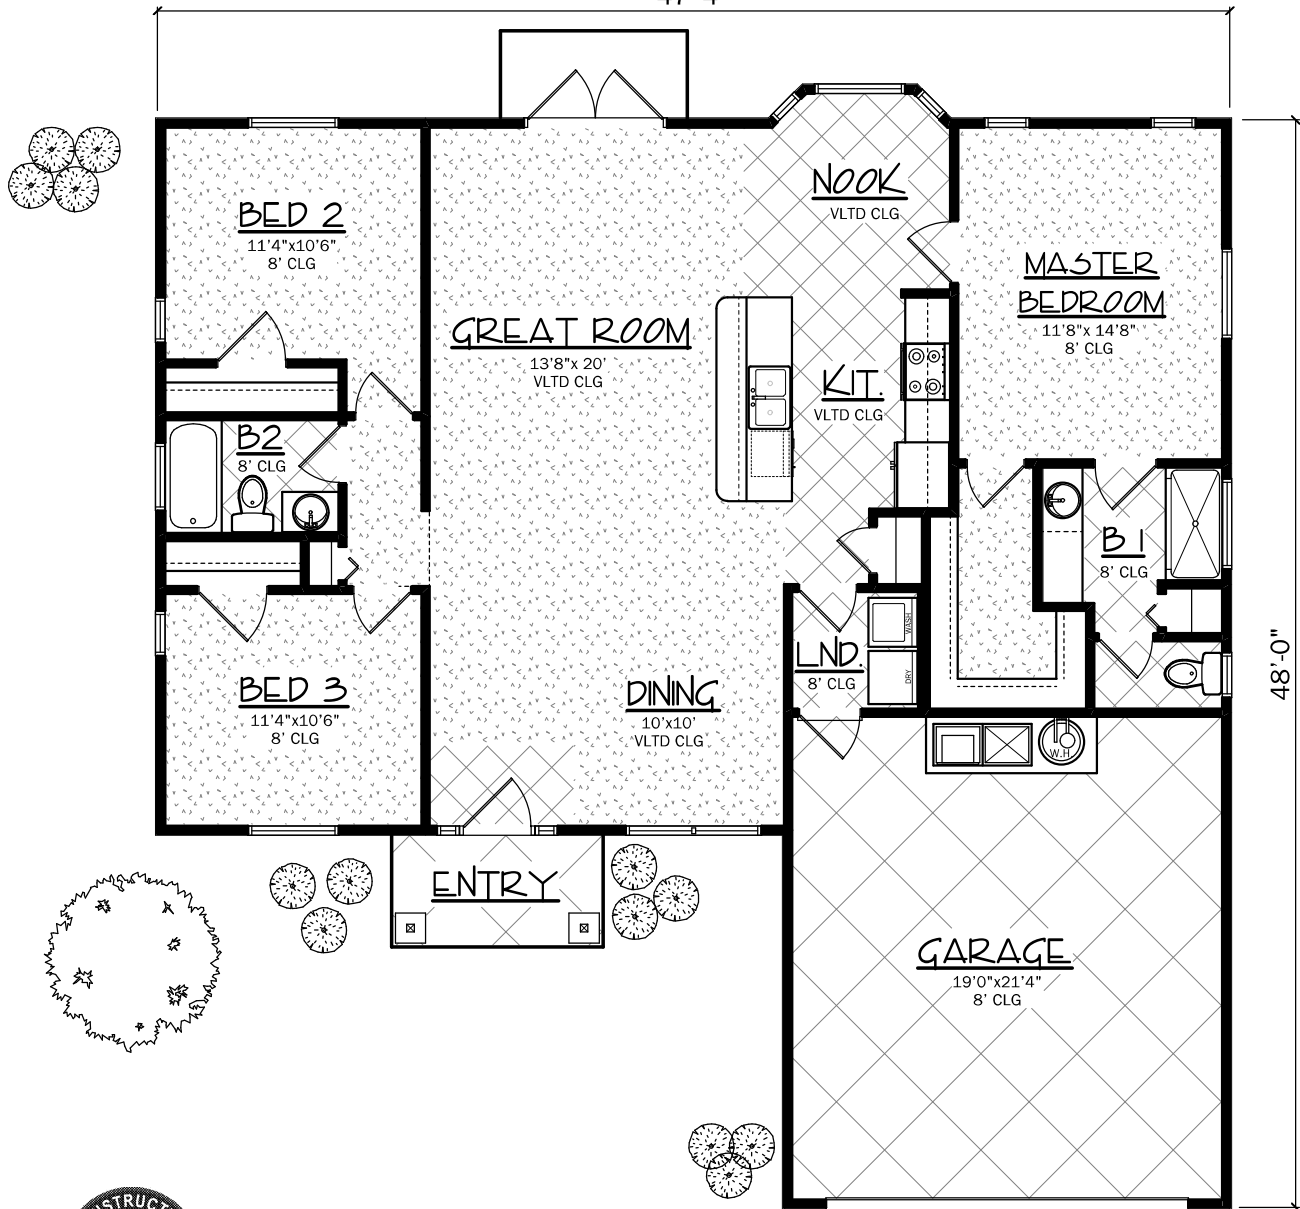 NOOK
VLTD CLG
BED 2
11'4"x10'6"
8' CLG
MASTER
BEDROOM
11'8"x 14'8"
8' CLG
GREAT ROOM
13'8"x 20'
VLTD CLG
KIT.
VLTD CLG
B2
8' CLG
B 1
8' CLG
WASH
LND.
8' CLG
DRY
48'-0"
BED 3
11'4"x10'6"
8' CLG
DINING
10'x10'
VLTD CLG
W.H
ENTRY
GARAGE
19'0"x21'4"
8' CLG